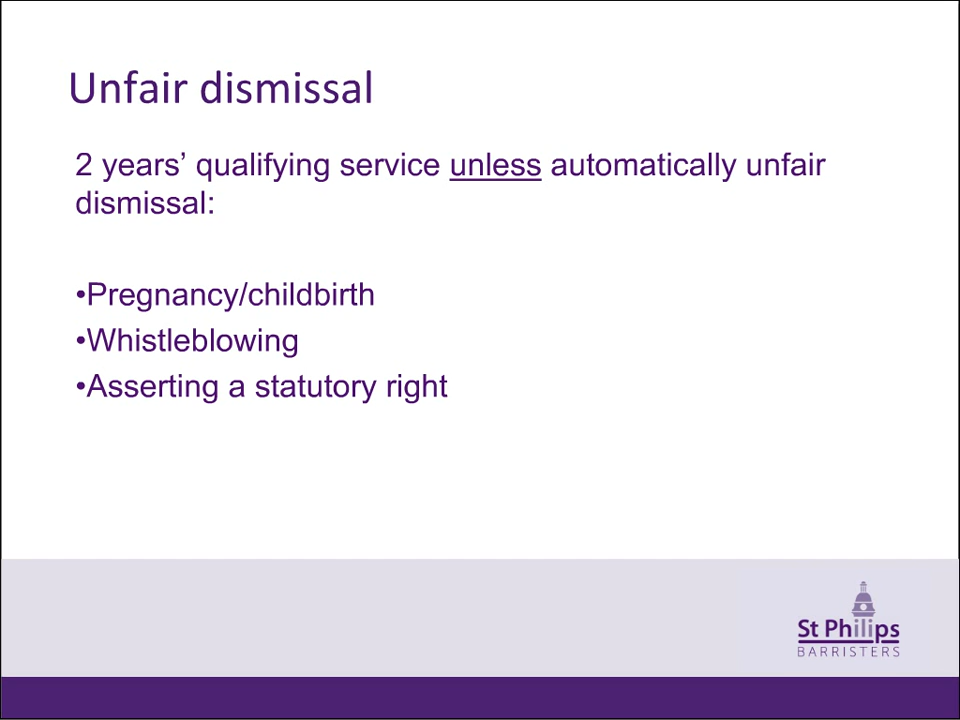 Unfair dismissal
2 years’ qualifying service unless automatically unfair
dismissal:
•Pregnancy/childbirth
•Whistleblowing
•Asserting a statutory right
St Philips
BARRISTERS